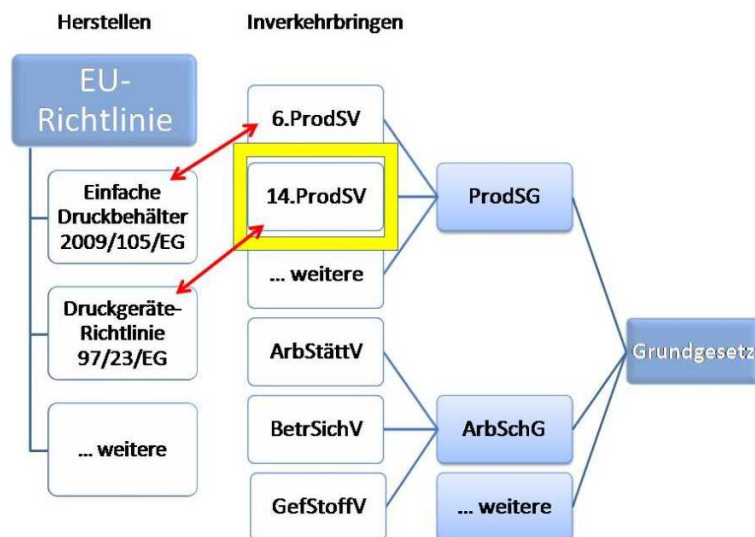 Herstellen
Inverkehrbringen
EU-
Richtlinie
Einfache
Druckbehälter
2009/105/EG
Druckgeräte-
Richtlinie
97/23/EG
... weitere
6.ProdSV
14.ProdSV
... weitere
ArbStättV
BetrSichV
GefStoffV
ProdSG
ArbSchG
... weitere
Grundgesetz